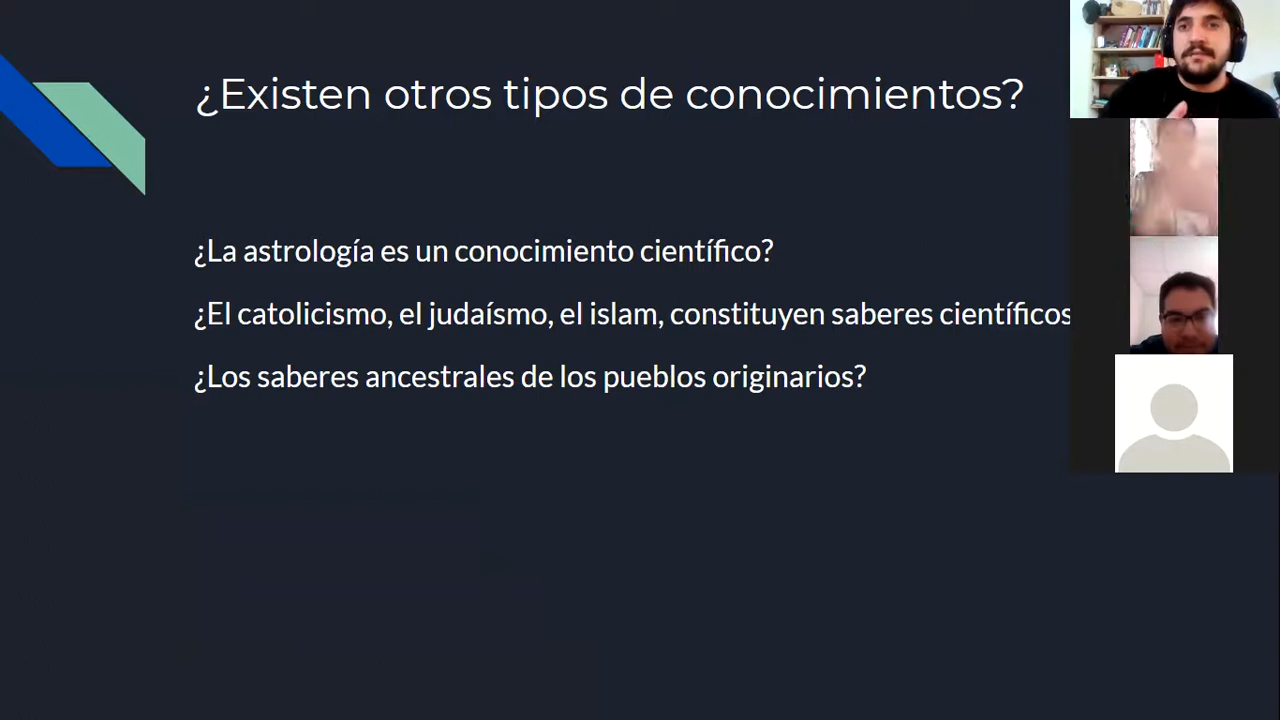 ¿Existen otros tipos de conocimientos?
¿La astrología es un conocimiento científico?
¿El catolicismo, el judaísmo, el islam, constituyen saberes científicos
¿Los saberes ancestrales de los pueblos originarios?